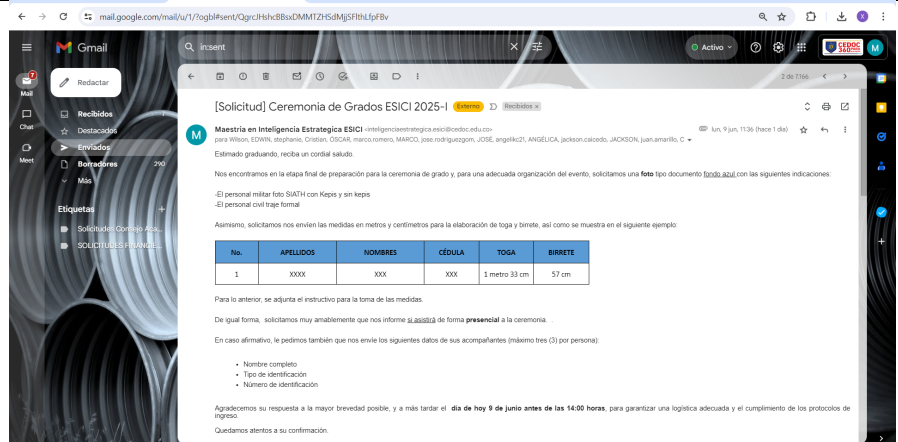 mail.google.com/mail/u/1/?ogbl#sent/QgrcJHshcBBsxDMMTZHSdMjjSFlthLfpFBv
Gmail
in:sent
Activo
CEDOC
M
9
Mail
Redactar
2 de 7.166
Chat
Meet
Recibidos 7
Destacados
Enviados
Borradores 290
Más
Etiquetas
Solicitudes Consejo Aca...
SOLICITUDES FINANCIE...
[Solicitud] Ceremonia de Grados ESICI 2025-I Externo Recibidos ×
M
Maestria en Inteligencia Estrategica ESICI <inteligenciaestrategica.esici@cedoc.edu.co> lun, 9 jun, 11:36 (hace 1 día)
para Wilson, EDWIN, stephanie, Cristian, OSCAR, marco.romero, MARCO, jose.rodriguezgom, JOSÉ, angelikc21, ANGÉLICA, jackson.caicedo, JACKSON, juan.amarillo, C
Estimado graduando, reciba un cordial saludo.
Nos encontramos en la etapa final de preparación para la ceremonia de grado y, para una adecuada organización del evento, solicitamos una foto tipo documento fondo azul con las siguientes indicaciones:
-El personal militar foto SIATH con Kepis y sin kepis
-El personal civil traje formal
Asimismo, solicitamos nos envíen las medidas en metros y centímetros para la elaboración de toga y birrete, así como se muestra en el siguiente ejemplo:
No. APELLIDOS NOMBRES CÉDULA TOGA BIRRETE
1 XXXX XXX XXX 1 metro 33 cm 57 cm
Para lo anterior, se adjunta el instructivo para la toma de las medidas.
De igual forma, solicitamos muy amablemente que nos informe si asistirá de forma presencial a la ceremonia. .
En caso afirmativo, le pedimos también que nos envíe los siguientes datos de sus acompañantes (máximo tres (3) por persona):
• Nombre completo
• Tipo de identificación
• Número de identificación
Agradecemos su respuesta a la mayor brevedad posible, y a más tardar el día de hoy 9 de junio antes de las 14:00 horas, para garantizar una logística adecuada y el cumplimiento de los protocolos de
ingreso.
Quedamos atentos a su confirmación.